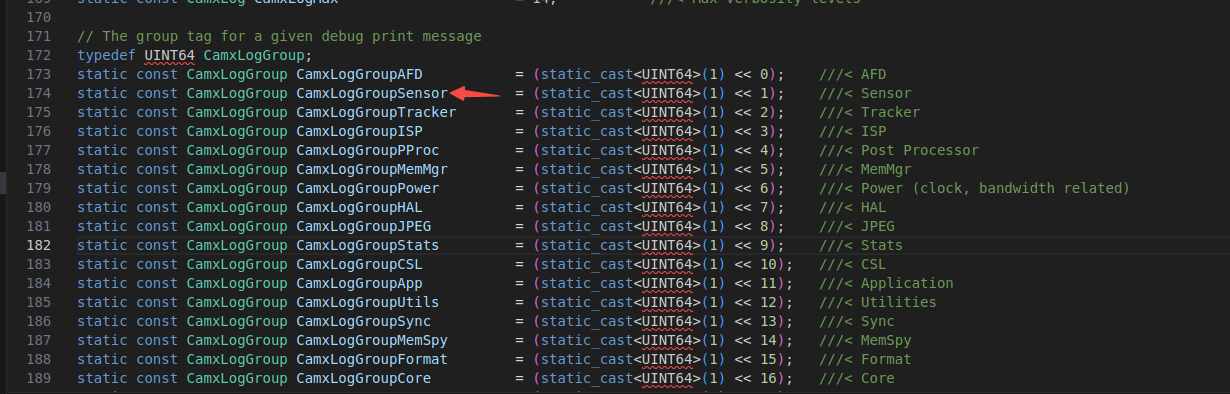 169 static const CamxLog CamxLogMax = 14; ///< Max verbosity levels
170
171 // The group tag for a given debug print message
172 typedef UINT64 CamxLogGroup;
173 static const CamxLogGroup CamxLogGroupAFD = (static_cast<UINT64>(1) << 0); ///< AFD
174 static const CamxLogGroup CamxLogGroupSensor = (static_cast<UINT64>(1) << 1); ///< Sensor
175 static const CamxLogGroup CamxLogGroupTracker = (static_cast<UINT64>(1) << 2); ///< Tracker
176 static const CamxLogGroup CamxLogGroupISP = (static_cast<UINT64>(1) << 3); ///< ISP
177 static const CamxLogGroup CamxLogGroupPProc = (static_cast<UINT64>(1) << 4); ///< Post Processor
178 static const CamxLogGroup CamxLogGroupMemMgr = (static_cast<UINT64>(1) << 5); ///< MemMgr
179 static const CamxLogGroup CamxLogGroupPower = (static_cast<UINT64>(1) << 6); ///< Power (clock, bandwidth related)
180 static const CamxLogGroup CamxLogGroupHAL = (static_cast<UINT64>(1) << 7); ///< HAL
181 static const CamxLogGroup CamxLogGroupJPEG = (static_cast<UINT64>(1) << 8); ///< JPEG
182 static const CamxLogGroup CamxLogGroupStats = (static_cast<UINT64>(1) << 9); ///< Stats
183 static const CamxLogGroup CamxLogGroupCSL = (static_cast<UINT64>(1) << 10); ///< CSL
184 static const CamxLogGroup CamxLogGroupApp = (static_cast<UINT64>(1) << 11); ///< Application
185 static const CamxLogGroup CamxLogGroupUtils = (static_cast<UINT64>(1) << 12); ///< Utilities
186 static const CamxLogGroup CamxLogGroupSync = (static_cast<UINT64>(1) << 13); ///< Sync
187 static const CamxLogGroup CamxLogGroupMemSpy = (static_cast<UINT64>(1) << 14); ///< MemSpy
188 static const CamxLogGroup CamxLogGroupFormat = (static_cast<UINT64>(1) << 15); ///< Format
189 static const CamxLogGroup CamxLogGroupCore = (static_cast<UINT64>(1) << 16); ///< Core